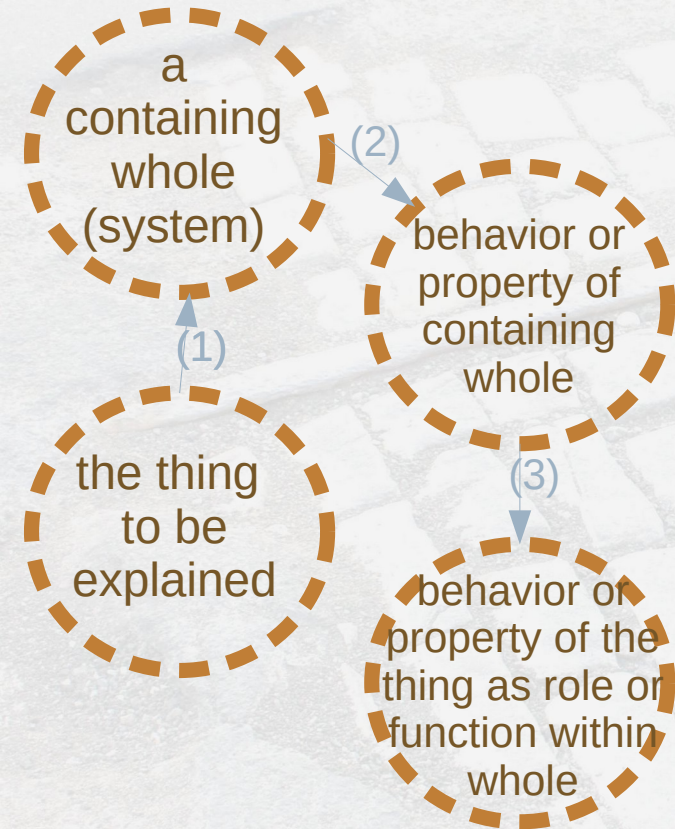 a
containing
whole
(system)
(2)
behavior or
property of
containing
whole
(1)
the thing
to be
explained
(3)
behavior or
property of the
thing as role or
function within
whole